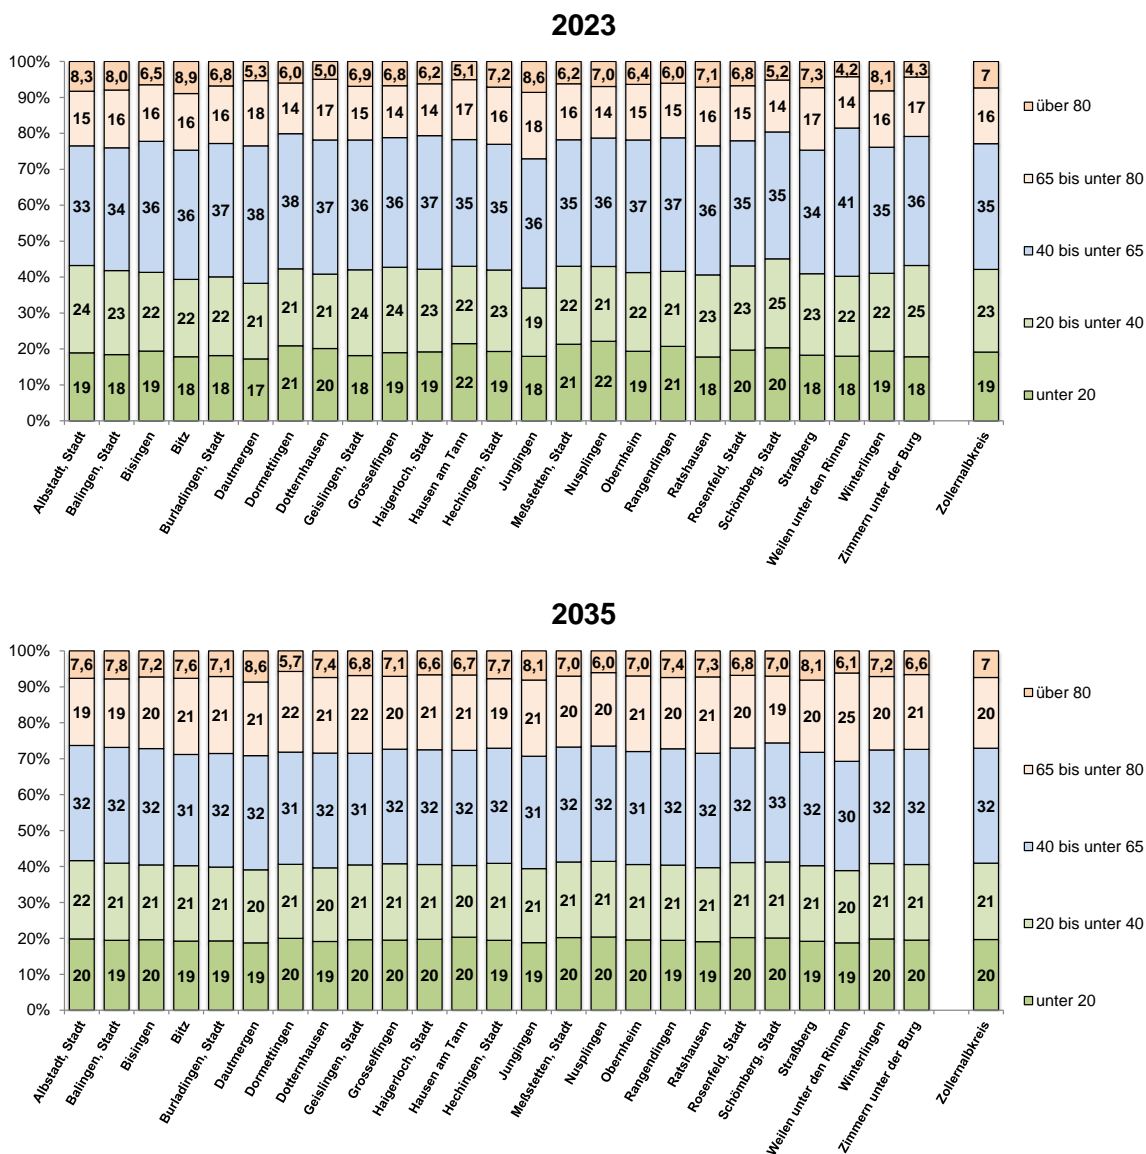 2023
100%
90%
80%
70%
60%
50%
40%
30%
20%
10%
0%
8,3 8,0 6,5 8,9 6,8 5,3 6,0 5,0 6,9 6,8 6,2 5,1 7,2 8,6 6,2 7,0 6,4 6,0 7,1 6,8 5,2 7,3 4,2 8,1 4,3 7
15 16 16 16 16 18 14 17 15 14 14 17 16 18 16 14 15 15 16 15 14 17 14 16 17 16
33 34 36 36 37 38 38 37 36 36 37 35 35 36 35 36 37 37 36 35 35 34 41 35 36 35
24 23 22 22 22 21 21 21 24 24 23 22 23 19 22 21 22 21 23 23 25 23 22 22 25 23
19 18 19 18 18 17 21 20 18 19 19 22 19 18 21 22 19 21 18 20 20 18 18 19 18 19
über 80
65 bis unter 80
40 bis unter 65
20 bis unter 40
unter 20
Albstadt, Stadt
Balingen, Stadt
Bisingen
Bitz
Burladingen, Stadt
Dautmergen
Dormettingen
Dotternhausen
Geislingen, Stadt
Grosselfingen
Haigerloch, Stadt
Hausen am Tann
Hechingen, Stadt
Jungingen
Meßstetten, Stadt
Nusplingen
Obernheim
Rangendingen
Ratshausen
Rosenfeld, Stadt
Schömberg, Stadt
Straßberg
Weilen unter den Rinnen
Winterlingen
Zimmern unter der Burg
Zollernalbkreis
2035
100%
90%
80%
70%
60%
50%
40%
30%
20%
10%
0%
7,6 7,8 7,2 7,6 7,1 8,6 5,7 7,4 6,8 7,1 6,6 6,7 7,7 8,1 7,0 6,0 7,0 7,4 7,3 6,8 7,0 8,1 6,1 7,2 6,6 7
19 19 20 21 21 21 22 21 22 20 21 21 19 21 20 20 21 20 21 20 19 20 25 20 21 20
32 32 32 31 32 32 31 32 31 32 32 32 32 31 32 32 31 32 32 32 33 32 30 32 32 32
22 21 21 21 21 20 21 20 21 21 21 20 21 21 21 21 21 21 21 21 21 21 20 21 21 21
20 19 20 19 19 19 20 19 20 20 20 20 19 19 20 20 20 19 19 20 20 19 19 20 20 20
über 80
65 bis unter 80
40 bis unter 65
20 bis unter 40
unter 20
Albstadt, Stadt
Balingen, Stadt
Bisingen
Bitz
Burladingen, Stadt
Dautmergen
Dormettingen
Dotternhausen
Geislingen, Stadt
Grosselfingen
Haigerloch, Stadt
Hausen am Tann
Hechingen, Stadt
Jungingen
Meßstetten, Stadt
Nusplingen
Obernheim
Rangendingen
Ratshausen
Rosenfeld, Stadt
Schömberg, Stadt
Straßberg
Weilen unter den Rinnen
Winterlingen
Zimmern unter der Burg
Zollernalbkreis